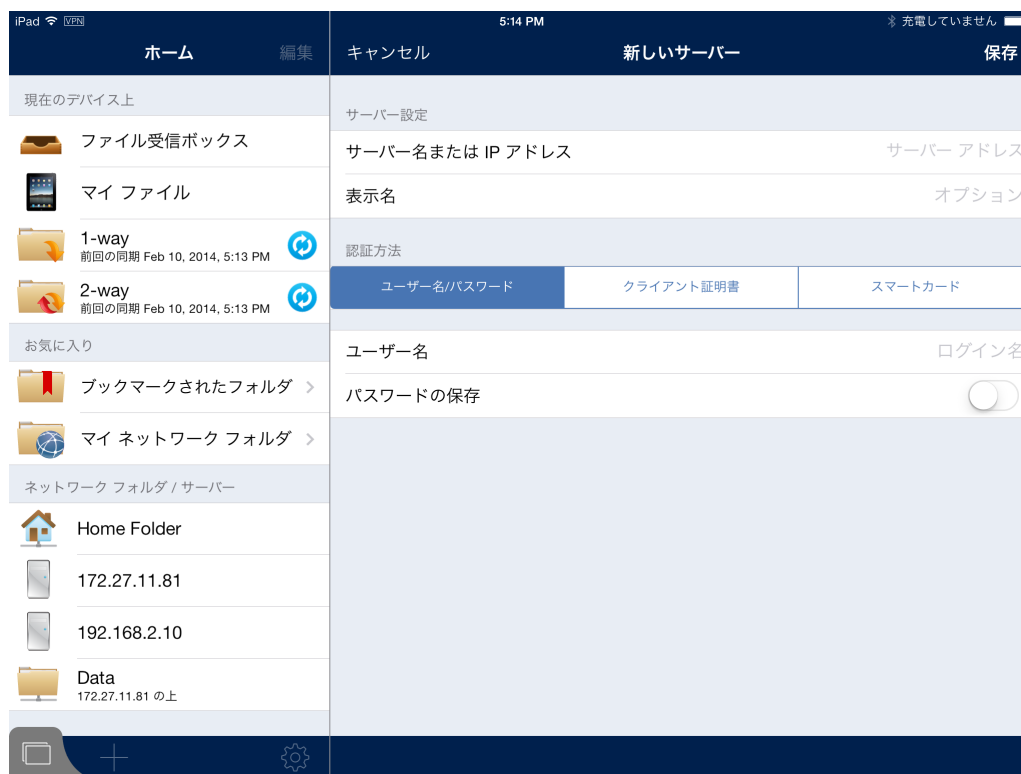 iPad VPN 5:14 PM 充電していません
ホーム 編集
キャンセル 新しいサーバー 保存
現在のデバイス上
ファイル受信ボックス
マイ ファイル
1-way
前回の同期 Feb 10, 2014, 5:13 PM
2-way
前回の同期 Feb 10, 2014, 5:13 PM
お気に入り
ブックマークされたフォルダ
マイ ネットワーク フォルダ
ネットワーク フォルダ / サーバー
Home Folder
172.27.11.81
192.168.2.10
Data
172.27.11.81 の上
サーバー設定
サーバー名または IP アドレス サーバー アドレス
表示名 オプション
認証方法
ユーザー名/パスワード クライアント証明書 スマートカード
ユーザー名 ログイン名
パスワードの保存